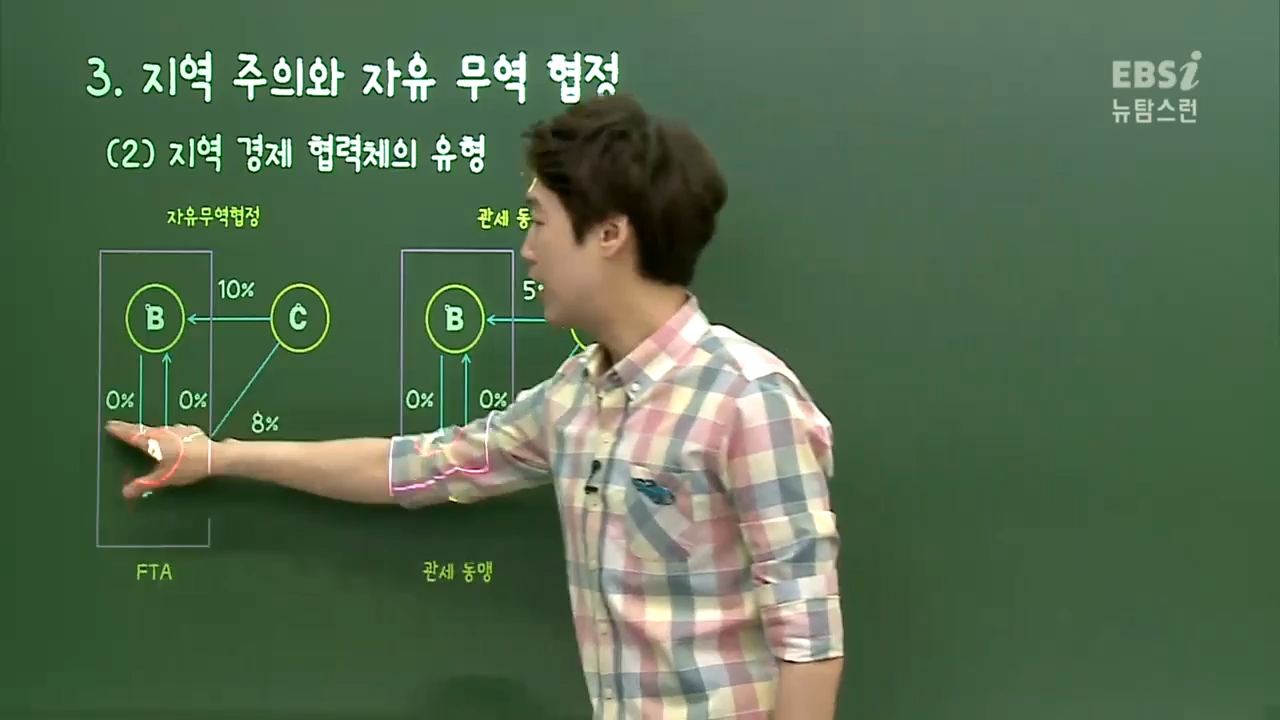 3. 지역 주의와 자유 무역 협정
(2) 지역 경제 협력체의 유형
EBSi
뉴탐스런
자유무역협정
관세
B
10%
C
0%
0%
8%
A
FTA
B
0%
0%
관세 동맹